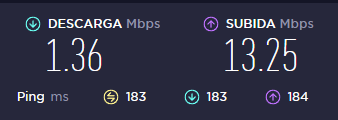 DESCARGA Mbps SUBIDA Mbps
1.36 13.25
Ping ms 183 183 184